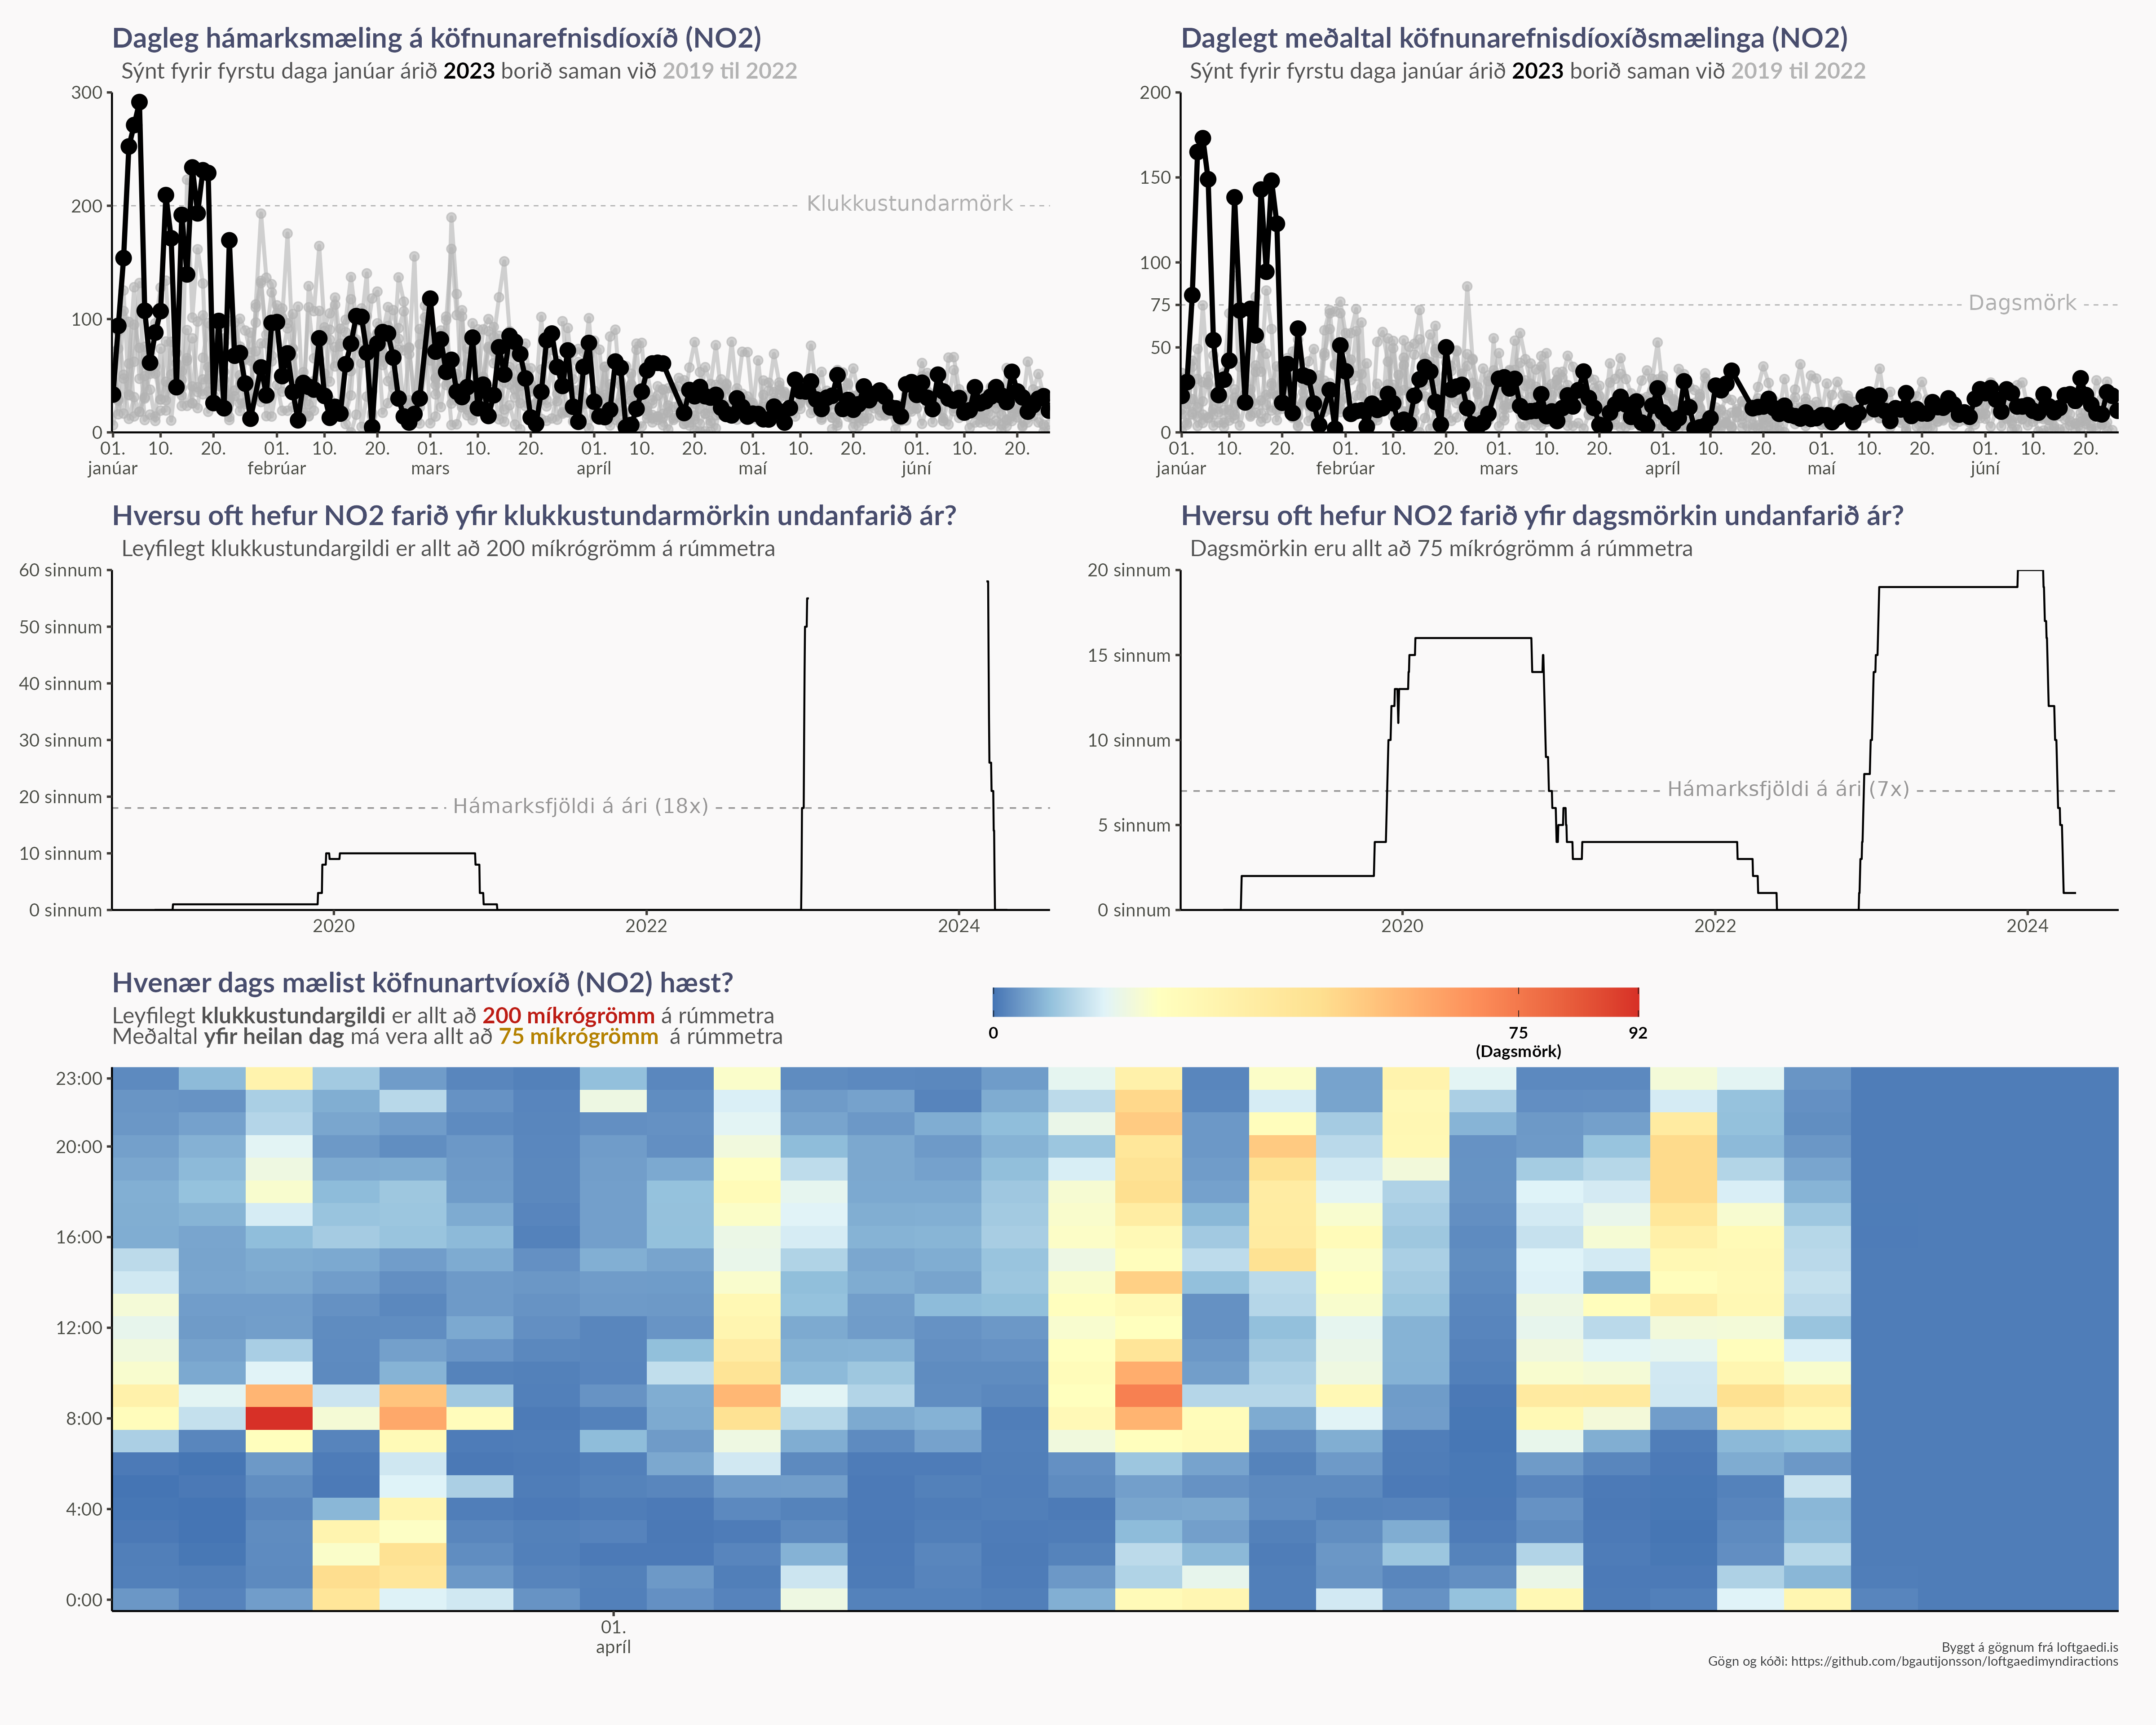 Dagleg hámarksmæling á köfnunarefnisdíoxíð (NO2)
Sýnt fyrir fyrstu daga janúar árið 2023 borið saman við 2019 til 2022
300
200
100
0
Klukkustundarmörk
01. 10. 20. 01. 10. 20. 01. 10. 20. 01. 10. 20. 01. 10. 20. 01. 10. 20.
janúar febrúar mars apríl maí júní
Daglegt meðaltal köfnunarefnisdíoxíðsmælinga (NO2)
Sýnt fyrir fyrstu daga janúar árið 2023 borið saman við 2019 til 2022
200
150
100
75
50
0
Dagsmörk
01. 10. 20. 01. 10. 01. 10. 20. 01. 10. 20. 01. 10. 20. 01. 10. 20.
janúar febrúar mars apríl maí júní
Hversu oft hefur NO2 farið yfir klukkustundarmörkin undanfarið ár?
Leyfilegt klukkustundargildi er allt að 200 míkrógrömm á rúmmetra
60 sinnum
50 sinnum
40 sinnum
30 sinnum
20 sinnum
10 sinnum
0 sinnum
Hámarksfjöldi á ári (18x)
2020 2022 2024
Hversu oft hefur NO2 farið yfir dagsmörkin undanfarið ár?
Dagsmörkin eru allt að 75 míkrógrömm á rúmmetra
20 sinnum
15 sinnum
10 sinnum
5 sinnum
0 sinnum
Hámarksfjöldi á ári (7x)
2020 2022 2024
Hvenær dags mælist köfnunartvíoxíð (NO2) hæst?
Leyfilegt klukkustundargildi er allt að 200 míkrógrömm á rúmmetra
Meðaltal yfir heilan dag má vera allt að 75 míkrógrömm á rúmmetra
0 75 92
(Dagsmörk)
23:00
20:00
16:00
12:00
8:00
4:00
0:00
01.
apríl
Byggt á gögnum frá loftgaedi.is
Gögn og kóði: https://github.com/bgautijonsson/loftgaedimyndiractions